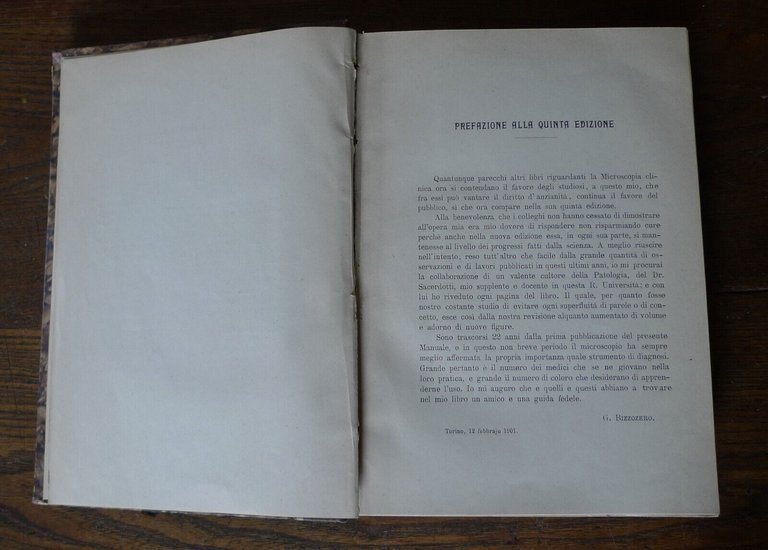 PREFAZIONE ALLA QUINTA EDIZIONE
Quantunque parecchi altri libri riguardanti la Microscopia cli-
nica ora si contendano il favore degli studiosi, a questo mio, che
fra essi può vantare il diritto d'anzianità, continua il favore del
pubblico, sì che ora compare nella sua quinta edizione.
Alla benevolenza che i colleghi non hanno cessato di dimostrare
all'opera mia era mio dovere di rispondere non risparmiando cure
perchè anche nella nuova edizione essa, in ogni sua parte, si man-
tenesse al livello dei progressi fatti dalla scienza. A meglio riuscire
nell'intento, reso tutt'altro che facile dalla grande quantità di os-
servazioni e di lavori pubblicati in questi ultimi anni, io mi procurai
la collaborazione di un valente cultore della Patologia, del Dr.
Sacerdotti, mio supplente e docente in questa R. Università; e con
lui ho riveduto ogni pagina del libro. Il quale, per quanto fosse
nostro costante studio di evitare ogni superfluità di parole o di con-
cetto, esce così dalla nostra revisione alquanto aumentato di volume
e adorno di nuove figure.
Sono trascorsi 22 anni dalla prima pubblicazione del presente
Manuale, e in questo non breve periodo il microscopio ha sempre
meglio affermata la propria importanza quale strumento di diagnosi.
Grande pertanto è il numero dei medici che se ne giovano nella
loro pratica, e grande il numero di coloro che desiderano di appren-
derne l'uso. Io mi auguro che e quelli e questi abbiano a trovare
nel mio libro un amico e una guida fedele.
G. Bizzozero.
Torino, 12 febbrajo 1901.